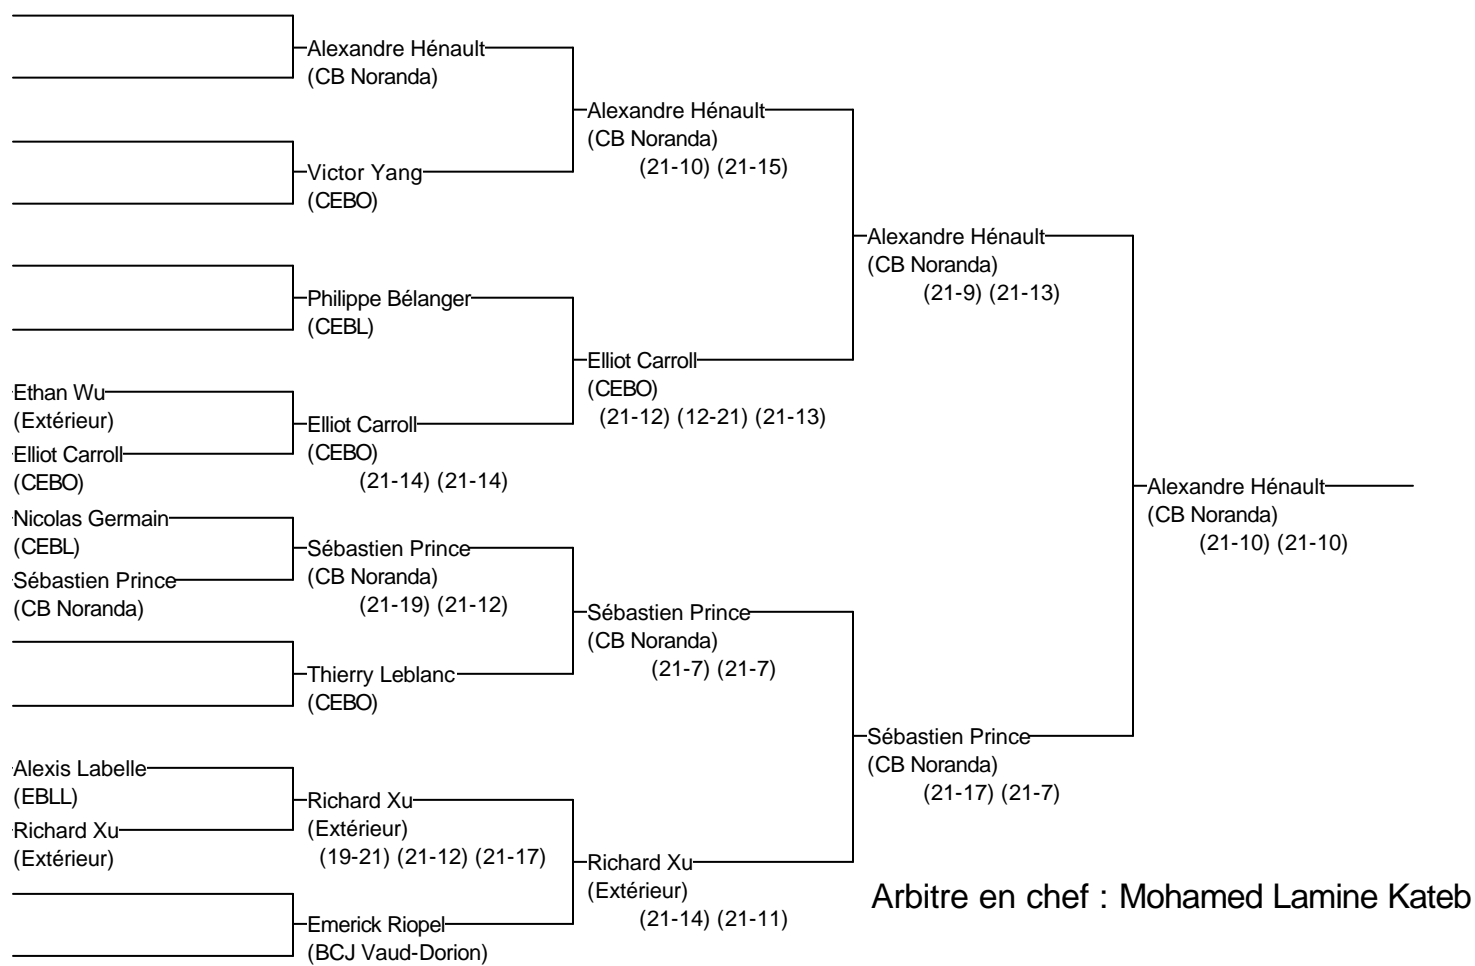 Alexandre Hénault
(CB Noranda)
Victor Yang
(CEBO)
Philippe Bélanger
(CEBL)
Ethan Wu
(Extérieur)
Elliot Carroll
(CEBO)
Elliot Carroll
(CEBO)
(21-14) (21-14)
Nicolas Germain
(CEBL)
Sébastien Prince
(CB Noranda)
Sébastien Prince
(CB Noranda)
(21-19) (21-12)
Thierry Leblanc
(CEBO)
Alexis Labelle
(EBLL)
Richard Xu
(Extérieur)
Richard Xu
(Extérieur)
(19-21) (21-12) (21-17)
Emerick Riopel
(BCJ Vaud-Dorion)
Alexandre Hénault
(CB Noranda)
(21-10) (21-15)
Elliot Carroll
(CEBO)
(21-12) (12-21) (21-13)
Sébastien Prince
(CB Noranda)
(21-7) (21-7)
Richard Xu
(Extérieur)
(21-14) (21-11)
Alexandre Hénault
(CB Noranda)
(21-9) (21-13)
Sébastien Prince
(CB Noranda)
(21-17) (21-7)
Alexandre Hénault
(CB Noranda)
(21-10) (21-10)
Arbitre en chef : Mohamed Lamine Kateb